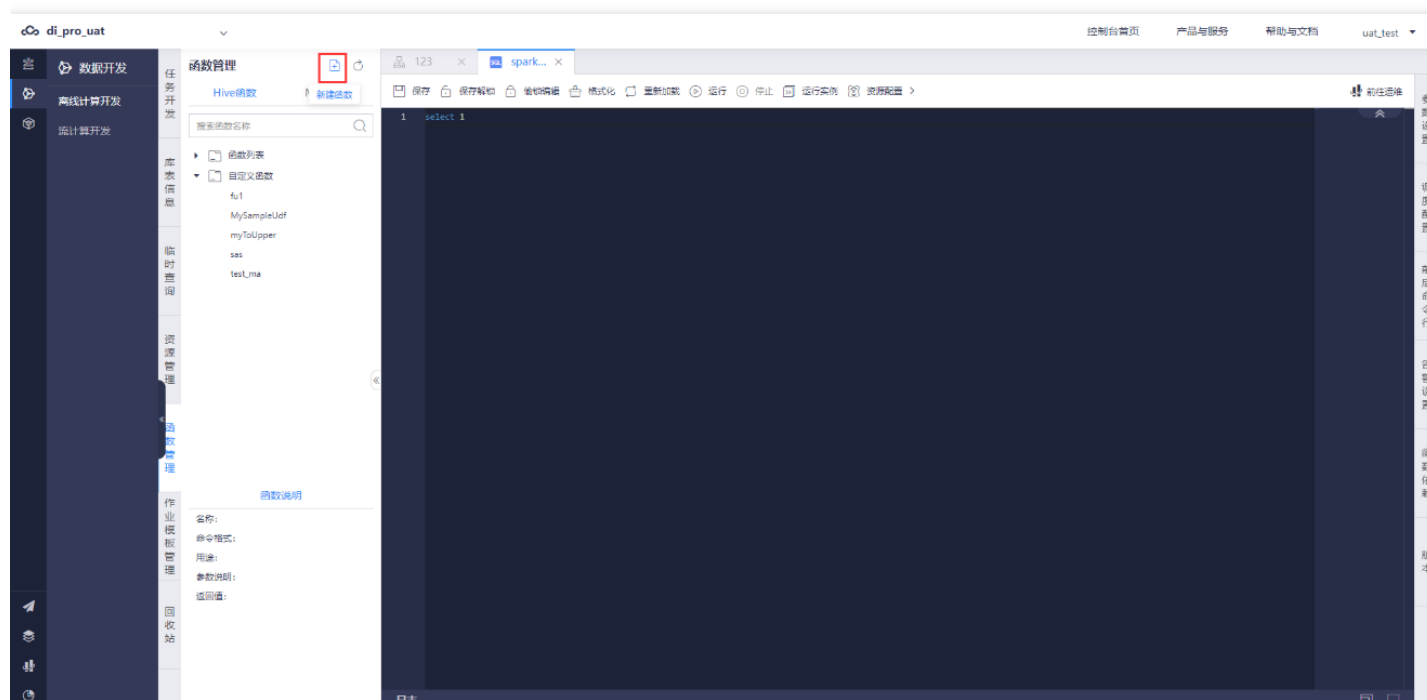 di_pro_uat
控制台首页
产品与服务
帮助与文档
uat_test
数据开发
离线计算开发
流计算开发
任务开发
库表信息
临时查询
资源管理
函数管理
作业模板管理
回收站
函数管理
Hive函数
新建函数
搜索函数名称
函数列表
自定义函数
fu1
MySampleUdf
myToUpper
sas
test_ma
函数说明
名称:
命令格式:
用途:
参数说明:
返回值:
123
spark...
保存
保存解锁
偷锁编辑
格式化
重新加载
运行
停止
运行实例
资源配置
前往运维
1 select 1